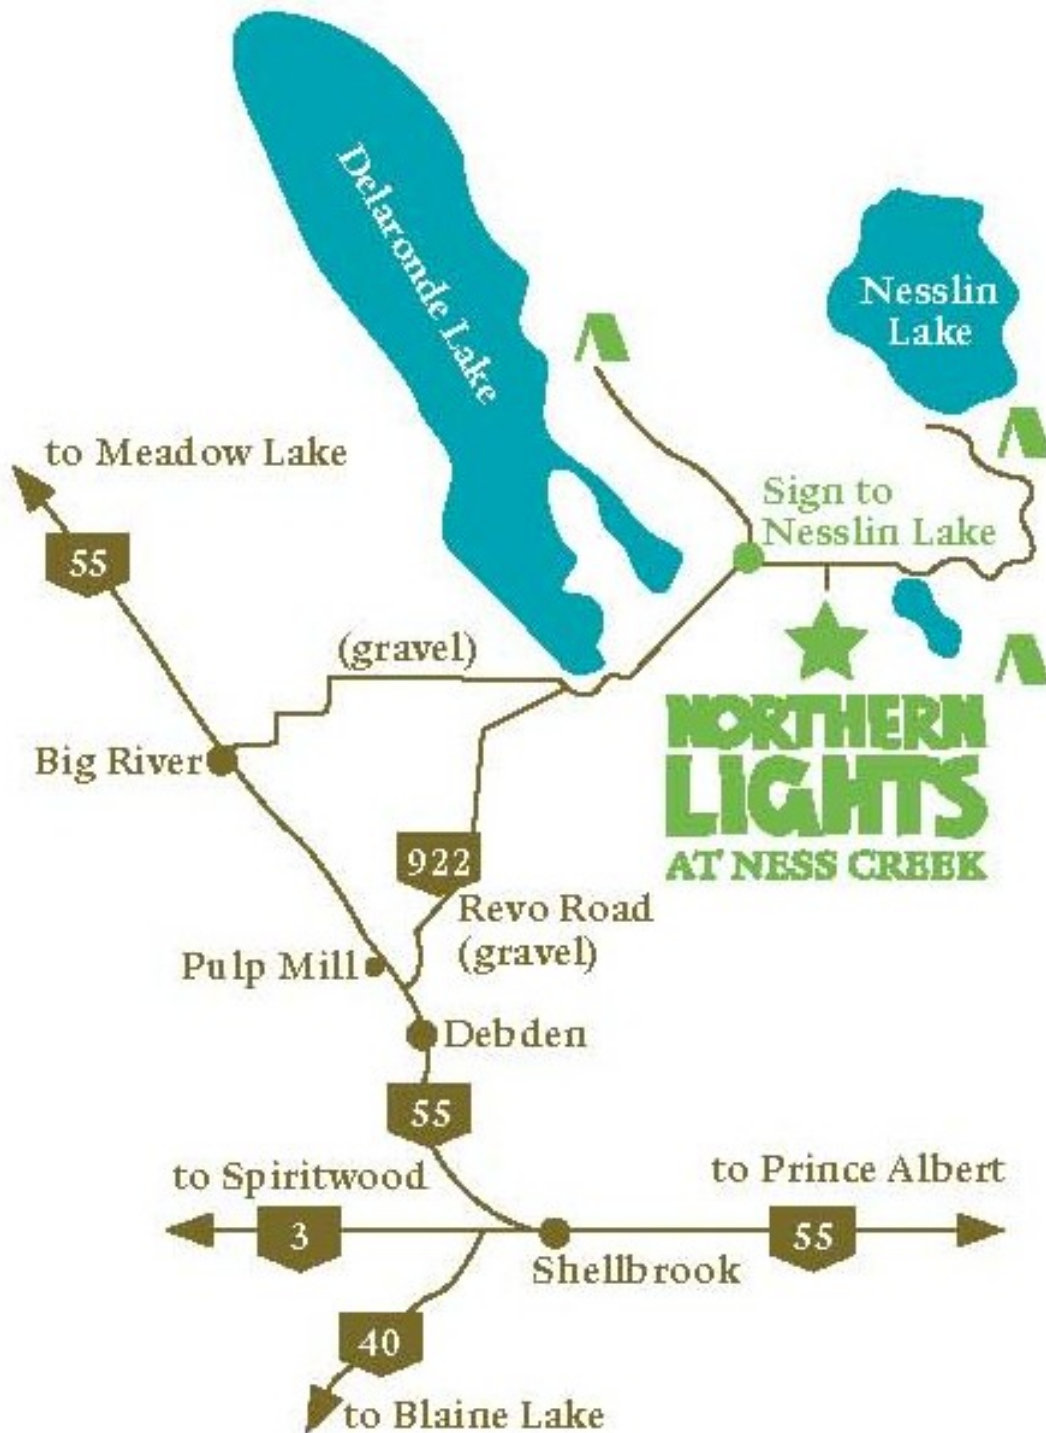 Delaronde Lake
Nesslin
Lake
to Meadow Lake
Sign to
Nesslin Lake
55
(gravel)
NORTHERN
LIGHTS
AT NESS CREEK
Big River
922
Revo Road
(gravel)
Pulp Mill
Debden
55
to Spiritwood
to Prince Albert
3
55
Shellbrook
40
to Blaine Lake